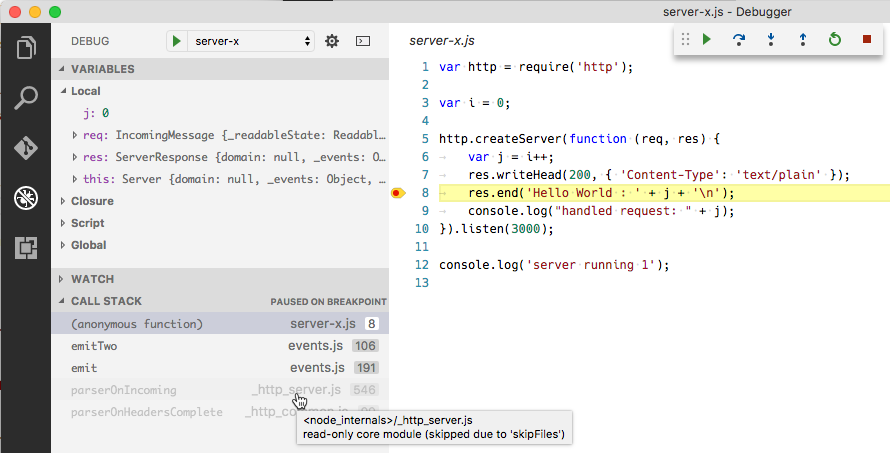 server-x.js - Debugger
DEBUG
server-x
VARIABLES
Local
j: 0
req: IncomingMessage {_readableState: Readabl…
res: ServerResponse {domain: null, _events: O…
this: Server {domain: null, _events: Object, …
Closure
Script
Global
WATCH
CALL STACK
PAUSED ON BREAKPOINT
(anonymous function) server-x.js 8
emitTwo events.js 106
emit events.js 191
parserOnIncoming _http_server.js 546
parserOnHeadersComplete
<node_internals>/_http_server.js
read-only core module (skipped due to 'skipFiles')
server-x.js
1 var http = require('http');
2
3 var i = 0;
4
5 http.createServer(function (req, res) {
6 var j = i++;
7 res.writeHead(200, { 'Content-Type': 'text/plain' });
8 res.end('Hello World : ' + j + '\n');
9 console.log("handled request: " + j);
10 }).listen(3000);
11
12 console.log('server running 1');
13